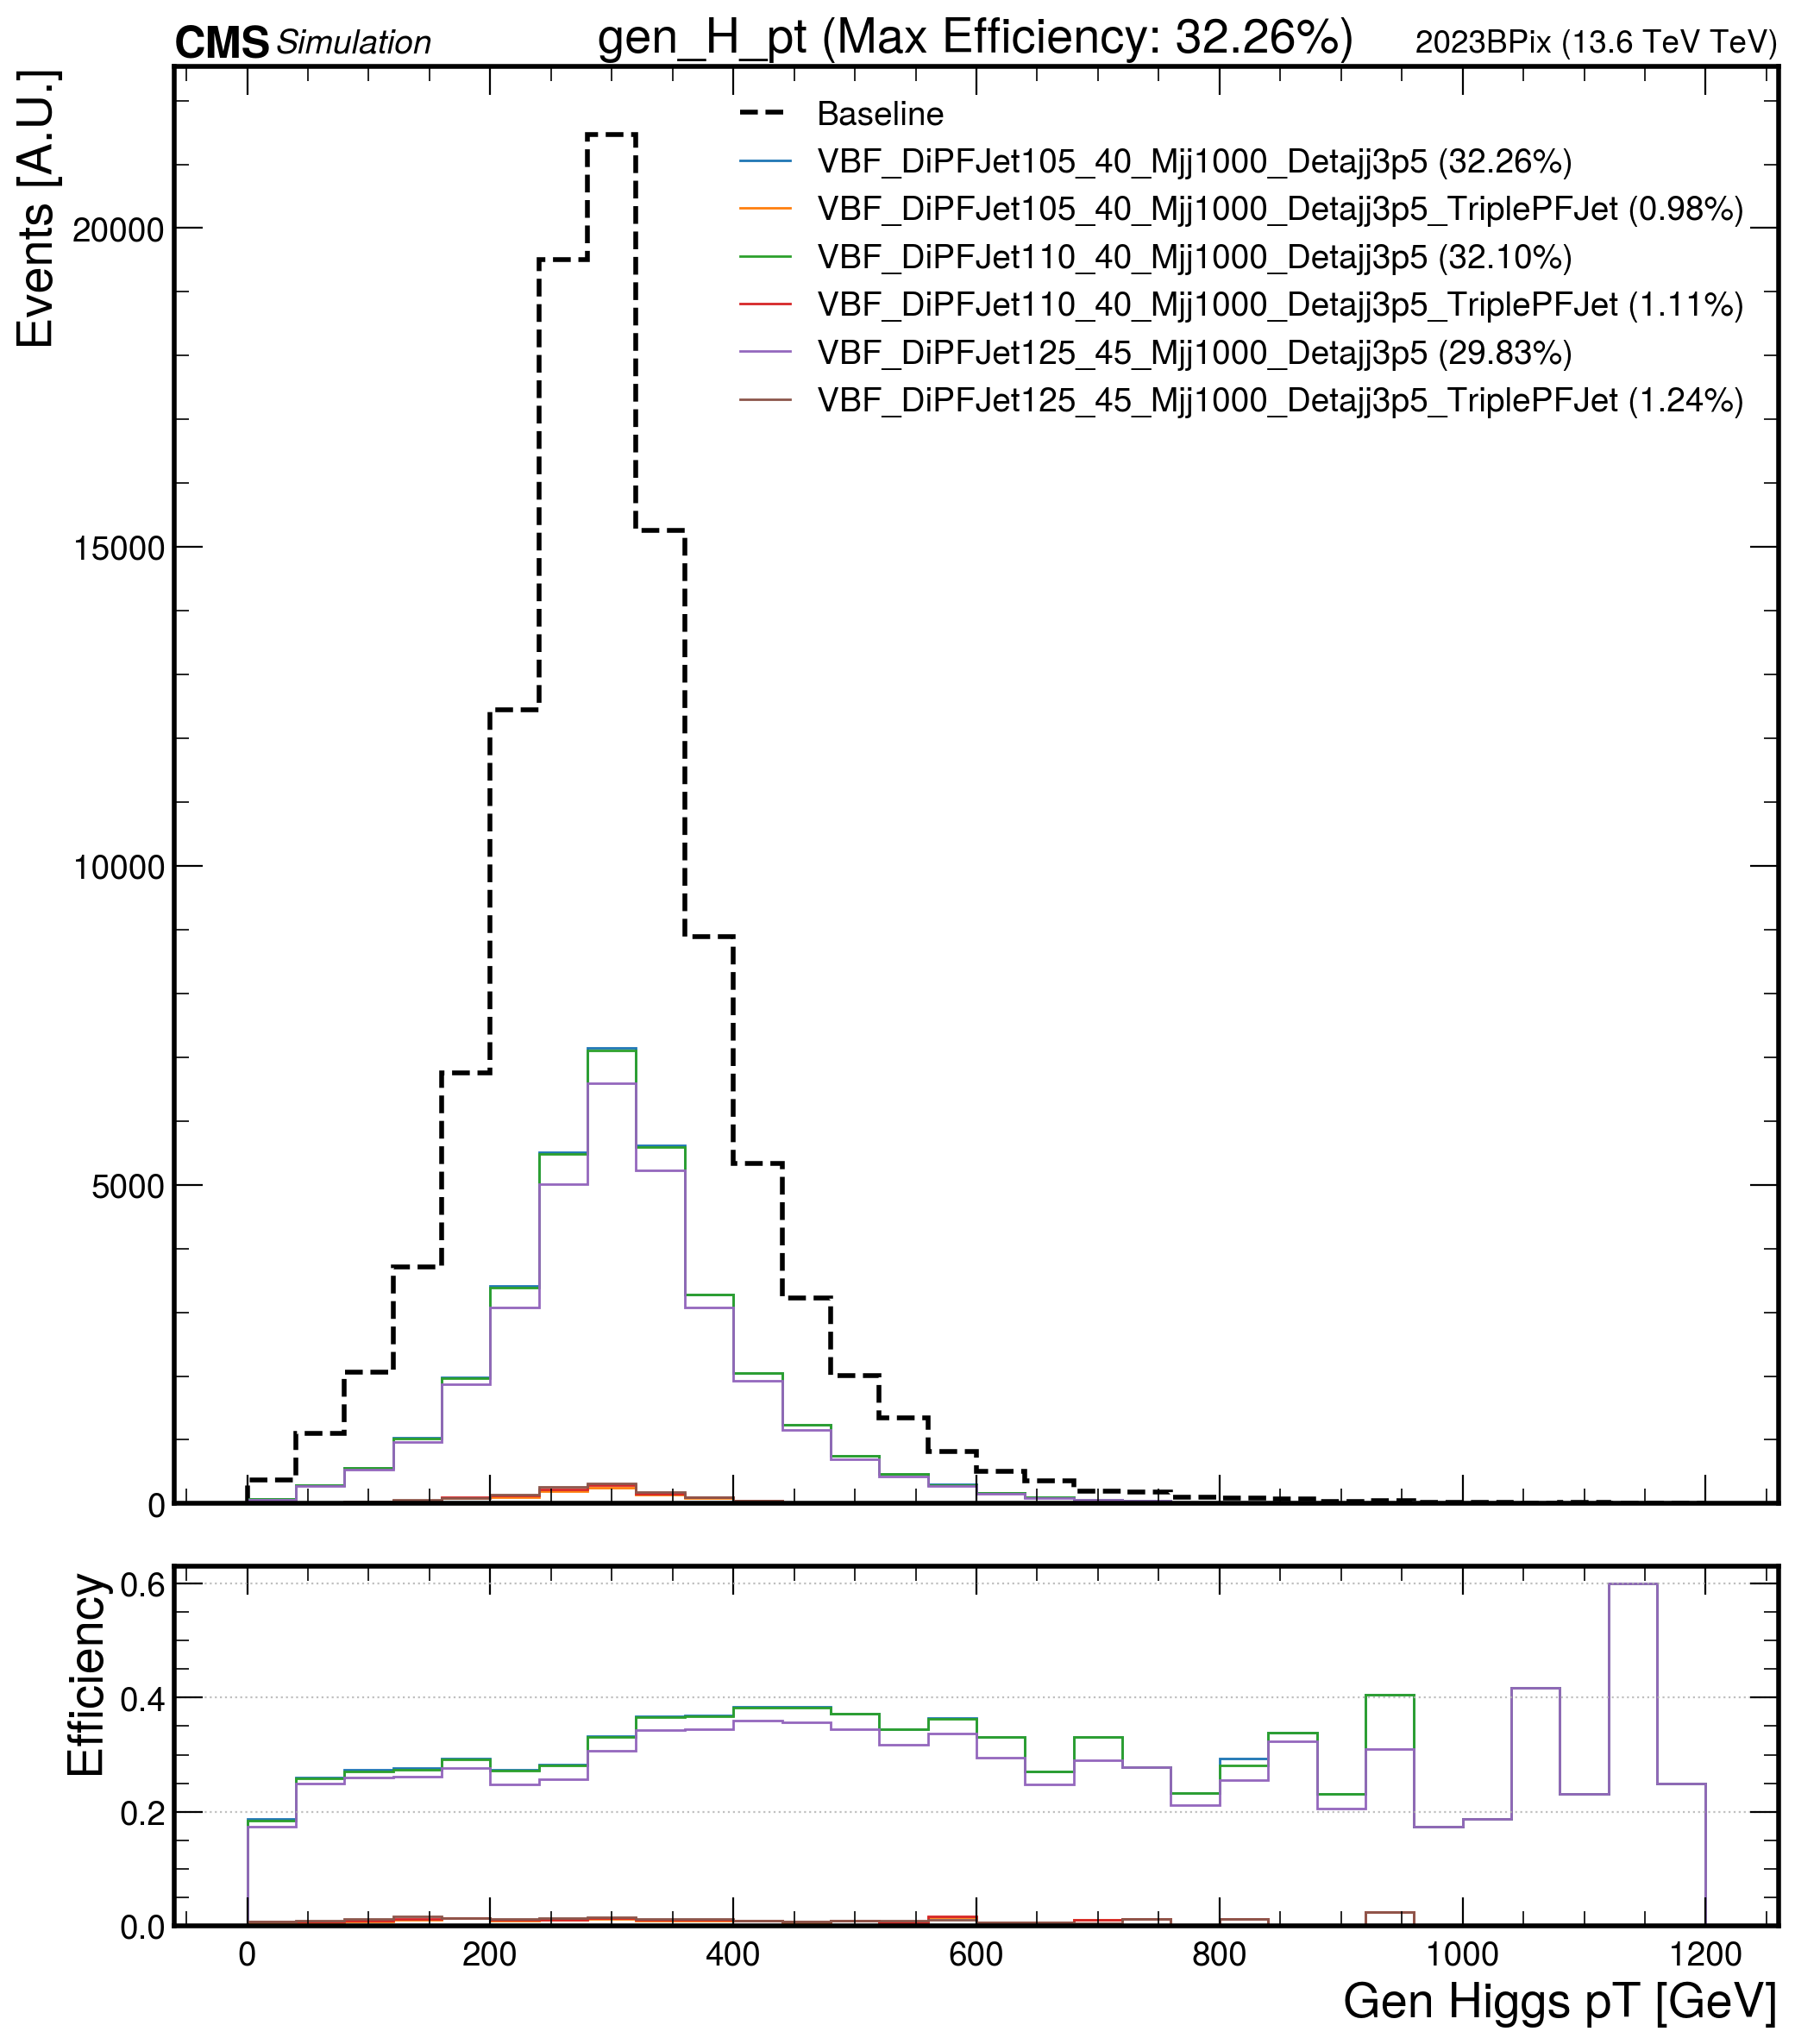 CMS Simulation gen_H_pt (Max Efficiency: 32.26%) 2023BPix (13.6 TeV TeV)
Events [A.U.]
Baseline
VBF_DiPFJet105_40_Mjj1000_Detajj3p5 (32.26%)
VBF_DiPFJet105_40_Mjj1000_Detajj3p5_TriplePFJet (0.98%)
VBF_DiPFJet110_40_Mjj1000_Detajj3p5 (32.10%)
VBF_DiPFJet110_40_Mjj1000_Detajj3p5_TriplePFJet (1.11%)
VBF_DiPFJet125_45_Mjj1000_Detajj3p5 (29.83%)
VBF_DiPFJet125_45_Mjj1000_Detajj3p5_TriplePFJet (1.24%)
20000
15000
10000
5000
0
Efficiency
0.6
0.4
0.2
0.0
0 200 400 600 800 1000 1200
Gen Higgs pT [GeV]